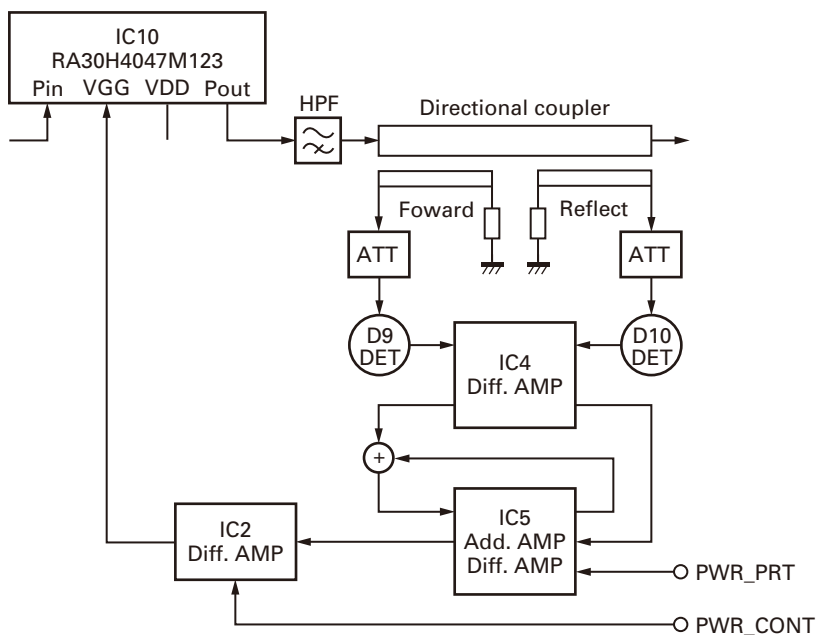 IC10
RA30H4047M123
Pin VGG VDD Pout
HPF
Directional coupler
Foward
Reflect
ATT
ATT
D9
DET
D10
DET
IC4
Diff. AMP
+
IC2
Diff. AMP
IC5
Add. AMP
Diff. AMP
PWR_PRT
PWR_CONT